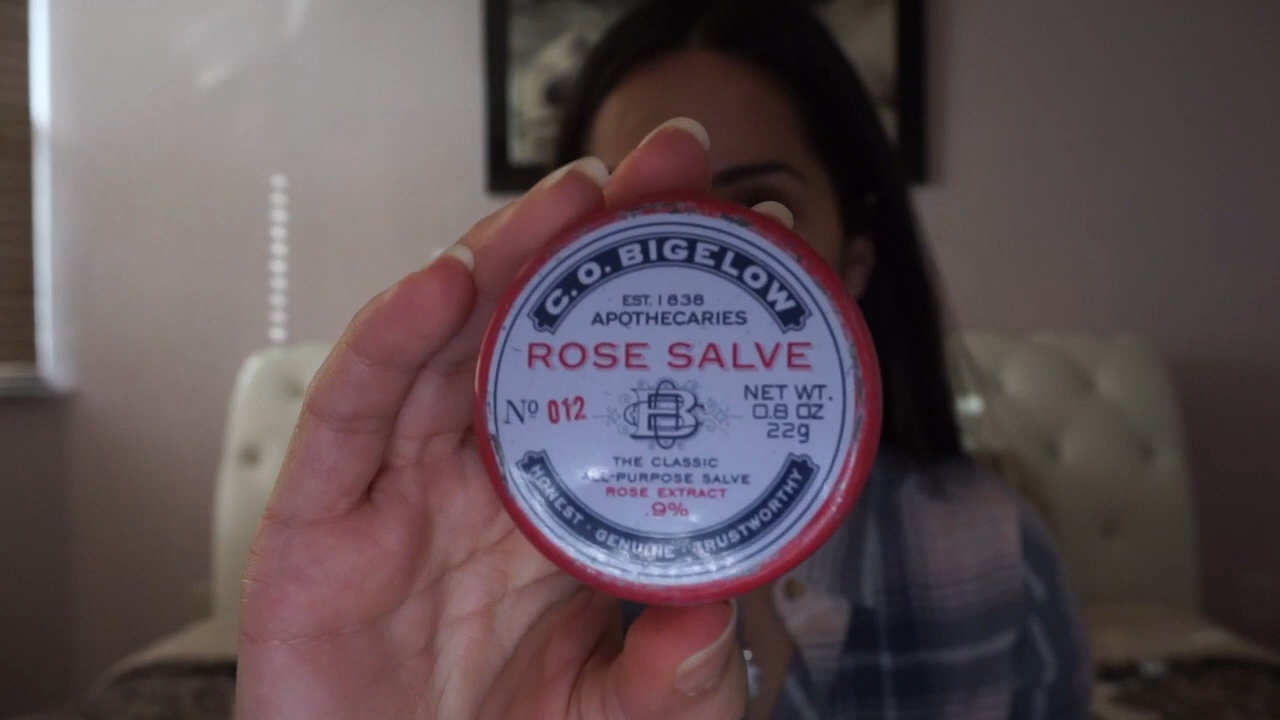 C. O. BIGELOW
EST. 1838
APOTHECARIES
ROSE SALVE
Nº 012
NET WT.
0.8 OZ
22g
THE CLASSIC
ALL-PURPOSE SALVE
ROSE EXTRACT
.9%
HONEST · GENUINE · TRUSTWORTHY